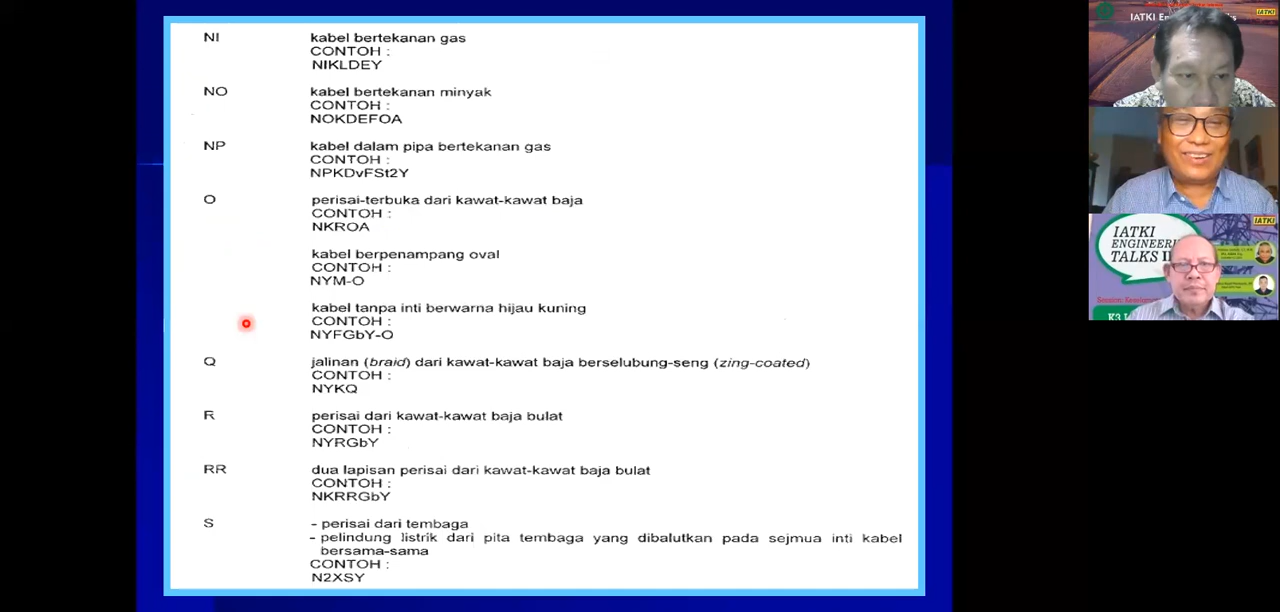 NI kabel bertekanan gas
CONTOH :
NIKLDEY
NO kabel bertekanan minyak
CONTOH :
NOKDEFOA
NP kabel dalam pipa bertekanan gas
CONTOH :
NPKDvFSt2Y
O perisai-terbuka dari kawat-kawat baja
CONTOH :
NKROA
kabel berpenampang oval
CONTOH :
NYM-O
kabel tanpa inti berwarna hijau kuning
CONTOH :
NYFGbY-O
Q jalinan (braid) dari kawat-kawat baja berselubung-seng (zing-coated)
CONTOH :
NYKQ
R perisai dari kawat-kawat baja bulat
CONTOH :
NYRGbY
RR dua lapisan perisai dari kawat-kawat baja bulat
CONTOH :
NKRRGbY
S - perisai dari tembaga
- pelindung listrik dari pita tembaga yang dibalutkan pada sejmua inti kabel
bersama-sama
CONTOH :
N2XSY
IATKI
IATKI
IATKI
ENGINEERI
TALKS II
K3